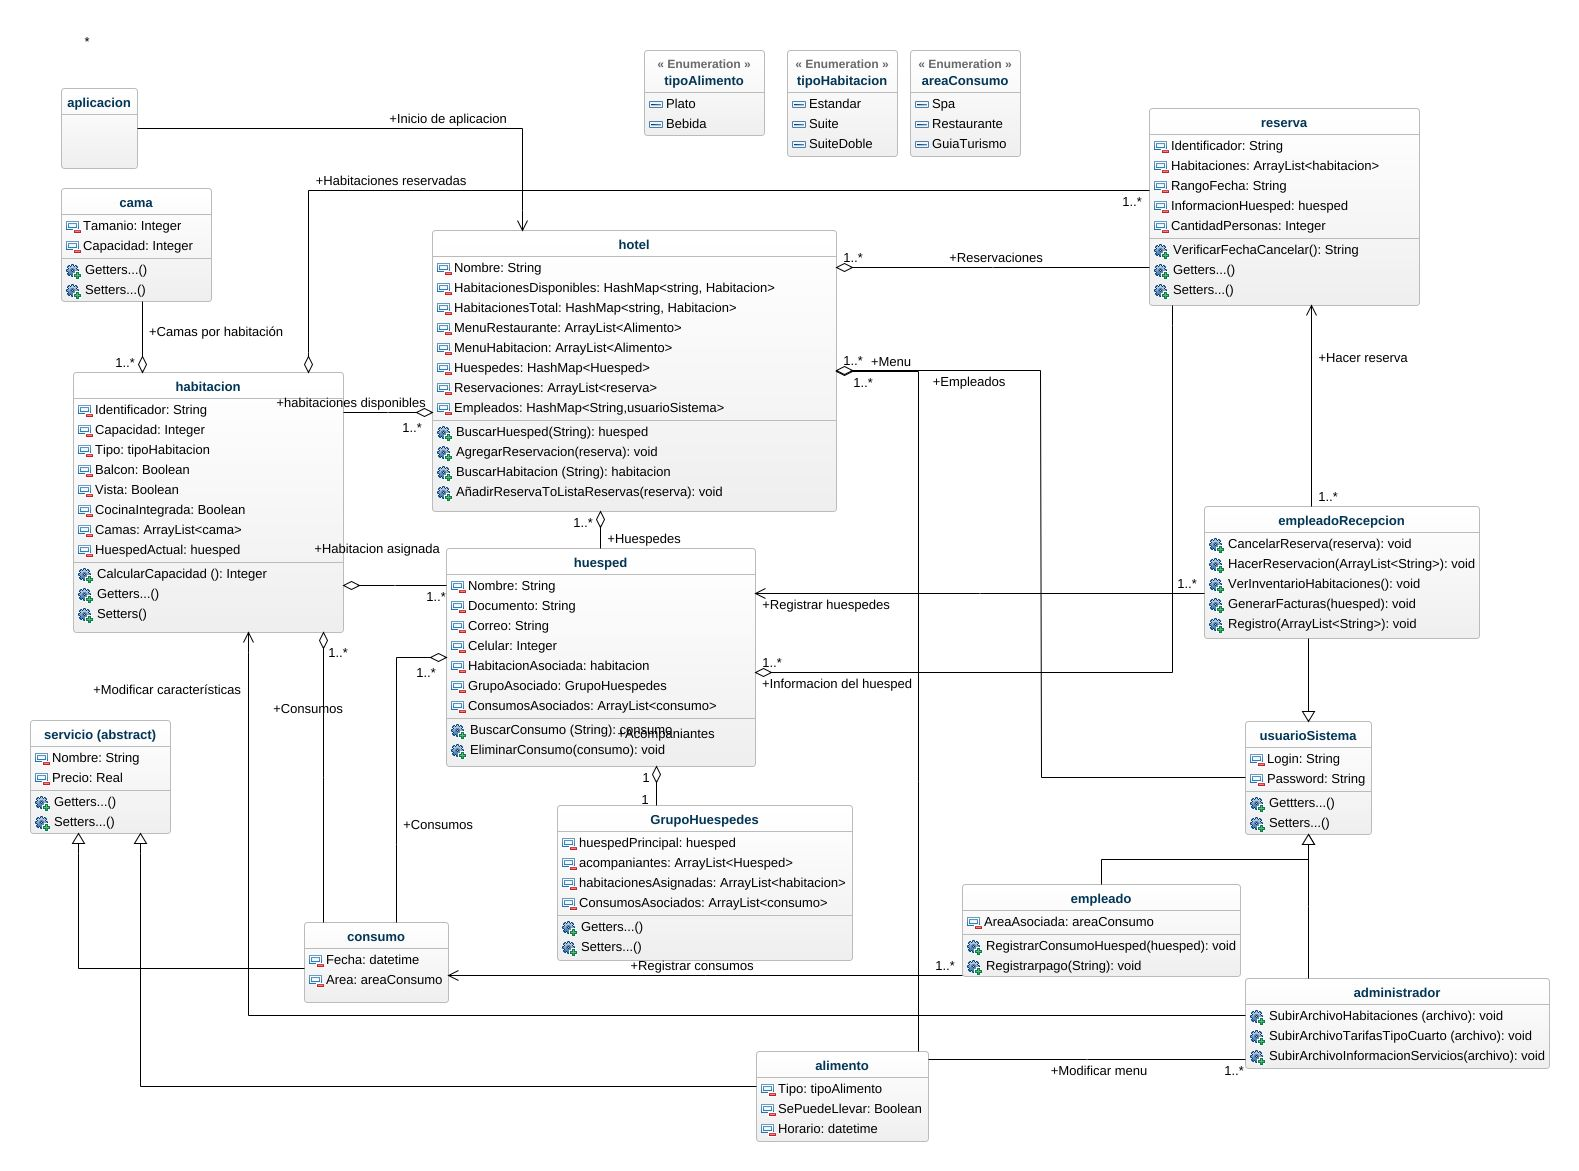 *
aplicacion
+Inicio de aplicacion
« Enumeration »
tipoAlimento
Plato
Bebida
« Enumeration »
tipoHabitacion
Estandar
Suite
SuiteDoble
« Enumeration »
areaConsumo
Spa
Restaurante
GuiaTurismo
reserva
Identificador: String
Habitaciones: ArrayList<habitacion>
RangoFecha: String
InformacionHuesped: huesped
CantidadPersonas: Integer
VerificarFechaCancelar(): String
Getters...()
Setters...()
+Habitaciones reservadas
1..*
cama
Tamanio: Integer
Capacidad: Integer
Getters...()
Setters...()
+Camas por habitación
1..*
hotel
Nombre: String
HabitacionesDisponibles: HashMap<string, Habitacion>
HabitacionesTotal: HashMap<string, Habitacion>
MenuRestaurante: ArrayList<Alimento>
MenuHabitacion: ArrayList<Alimento>
Huespedes: HashMap<Huesped>
Reservaciones: ArrayList<reserva>
Empleados: HashMap<String,usuarioSistema>
BuscarHuesped(String): huesped
AgregarReservacion(reserva): void
BuscarHabitacion (String): habitacion
AñadirReservaToListaReservas(reserva): void
1..*
+Reservaciones
1..*
+Menu
1..*
+Empleados
+Hacer reserva
1..*
habitacion
Identificador: String
Capacidad: Integer
Tipo: tipoHabitacion
Balcon: Boolean
Vista: Boolean
CocinaIntegrada: Boolean
Camas: ArrayList<cama>
HuespedActual: huesped
CalcularCapacidad (): Integer
Getters...()
Setters()
+habitaciones disponibles
1..*
1..*
+Huespedes
+Habitacion asignada
1..*
huesped
Nombre: String
Documento: String
Correo: String
Celular: Integer
HabitacionAsociada: habitacion
GrupoAsociado: GrupoHuespedes
ConsumosAsociados: ArrayList<consumo>
BuscarConsumo (String): consumo
EliminarConsumo(consumo): void
+Acompaniantes
empleadoRecepcion
CancelarReserva(reserva): void
HacerReservacion(ArrayList<String>): void
VerInventarioHabitaciones(): void
GenerarFacturas(huesped): void
Registro(ArrayList<String>): void
1..*
+Registrar huespedes
1..*
+Informacion del huesped
1..*
+Consumos
1..*
+Modificar características
servicio (abstract)
Nombre: String
Precio: Real
Getters...()
Setters...()
usuarioSistema
Login: String
Password: String
Gettters...()
Setters...()
1
1
GrupoHuespedes
huespedPrincipal: huesped
acompaniantes: ArrayList<Huesped>
habitacionesAsignadas: ArrayList<habitacion>
ConsumosAsociados: ArrayList<consumo>
Getters...()
Setters...()
+Consumos
consumo
Fecha: datetime
Area: areaConsumo
+Registrar consumos
1..*
empleado
AreaAsociada: areaConsumo
RegistrarConsumoHuesped(huesped): void
Registrarpago(String): void
administrador
SubirArchivoHabitaciones (archivo): void
SubirArchivoTarifasTipoCuarto (archivo): void
SubirArchivoInformacionServicios(archivo): void
alimento
Tipo: tipoAlimento
SePuedeLlevar: Boolean
Horario: datetime
+Modificar menu
1..*